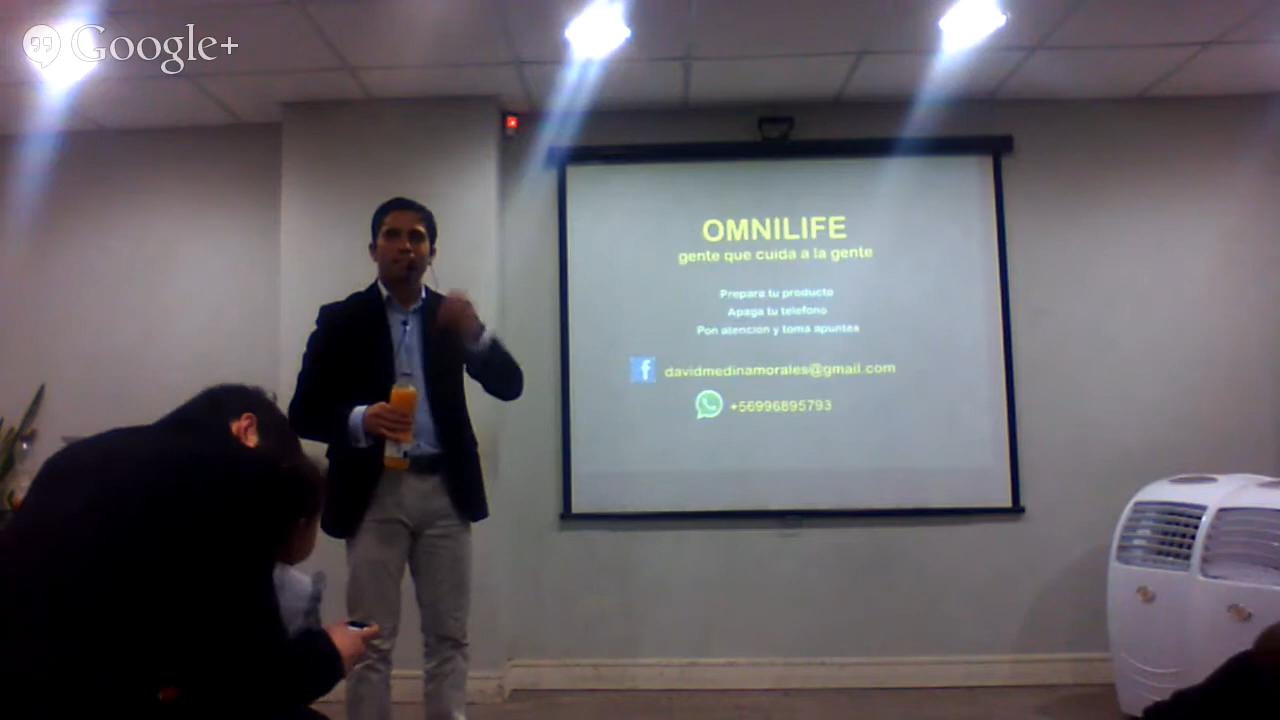 Google+
OMNILIFE
gente que cuida a la gente
Prepara tu producto
Apaga tu telefono
Pon atencion y toma apuntes
f davidmedinamorales@gmail.com
+56996895793